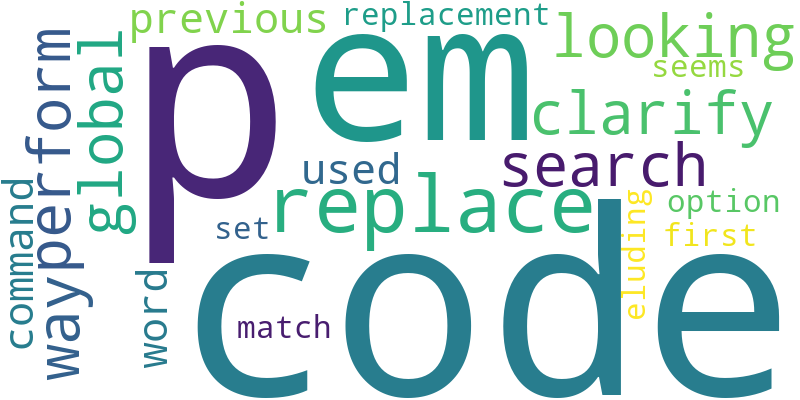 previous
replacement
looking
seems
p
em
clarify
wayperform
global
used
search
replace
option
set
first
eluding
command
word
match
code